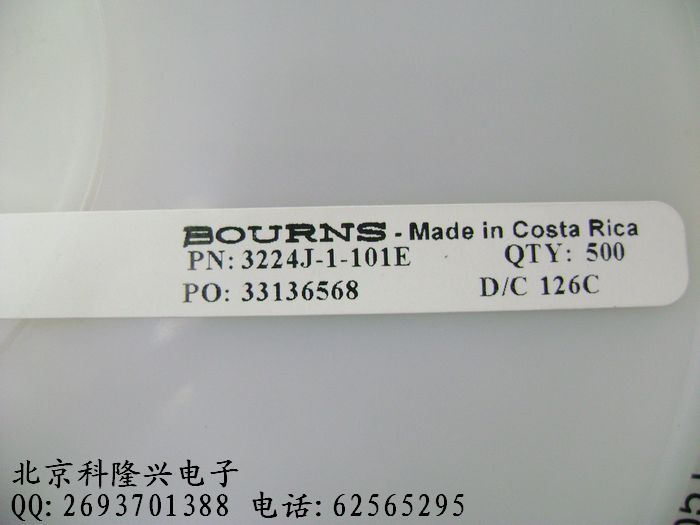 BOURNS - Made in Costa Rica
PN: 3224J-1-101E QTY: 500
PO: 33136568 D/C 126C
北京科隆兴电子
QQ: 2693701388 电话: 62565295